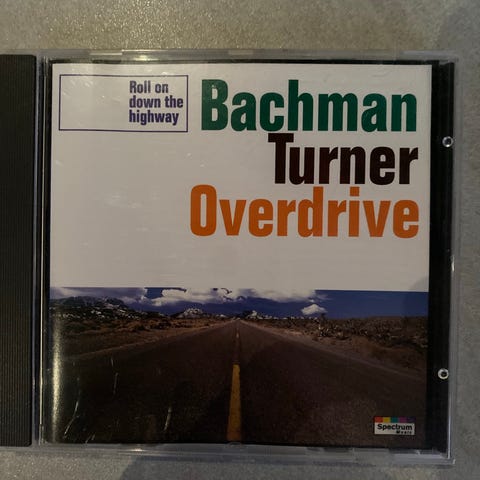 Roll on
down the
highway
Bachman
Turner
Overdrive
Spectrum
Music